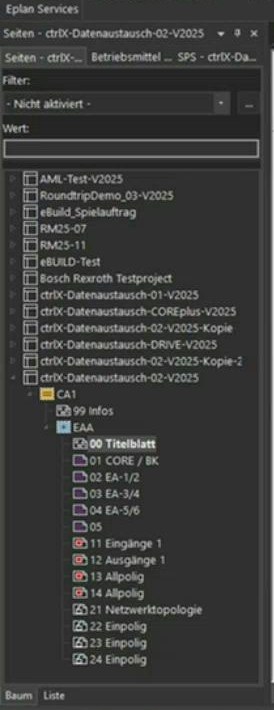 Eplan Services
Seiten - ctrlX-Datenaustausch-02-V2025
Seiten - ctrlX-... Betriebsmittel ... SPS - ctrlX-Da...
Filter:
- Nicht aktiviert - ...
Wert:
AML-Test-V2025
RoundtripDemo_03-V2025
eBuild_Spielauftrag
RM25-07
RM25-11
eBUILD-Test
Bosch Rexroth Testproject
ctrlX-Datenaustausch-01-V2025
ctrlX-Datenaustausch-COREplus-V2025
ctrlX-Datenaustausch-02-V2025-Kopie
ctrlX-Datenaustausch-DRIVE-V2025
ctrlX-Datenaustausch-02-V2025-Kopie-2
ctrlX-Datenaustausch-02-V2025
CA1
99 Infos
EAA
00 Titelblatt
01 CORE / BK
02 EA-1/2
03 EA-3/4
04 EA-5/6
05
11 Eingänge 1
12 Ausgänge 1
13 Allpolig
14 Allpolig
21 Netzwerktopologie
22 Einpolig
23 Einpolig
24 Einpolig
Baum Liste